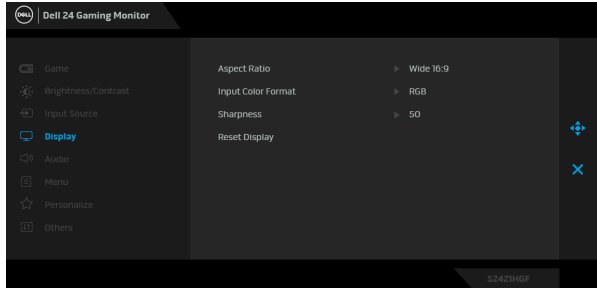 DELL Dell 24 Gaming Monitor
Game
Brightness/Contrast
Input Source
Display
Audio
Menu
Personalize
Others
Aspect Ratio Wide 16:9
Input Color Format RGB
Sharpness 50
Reset Display
S2421HGF